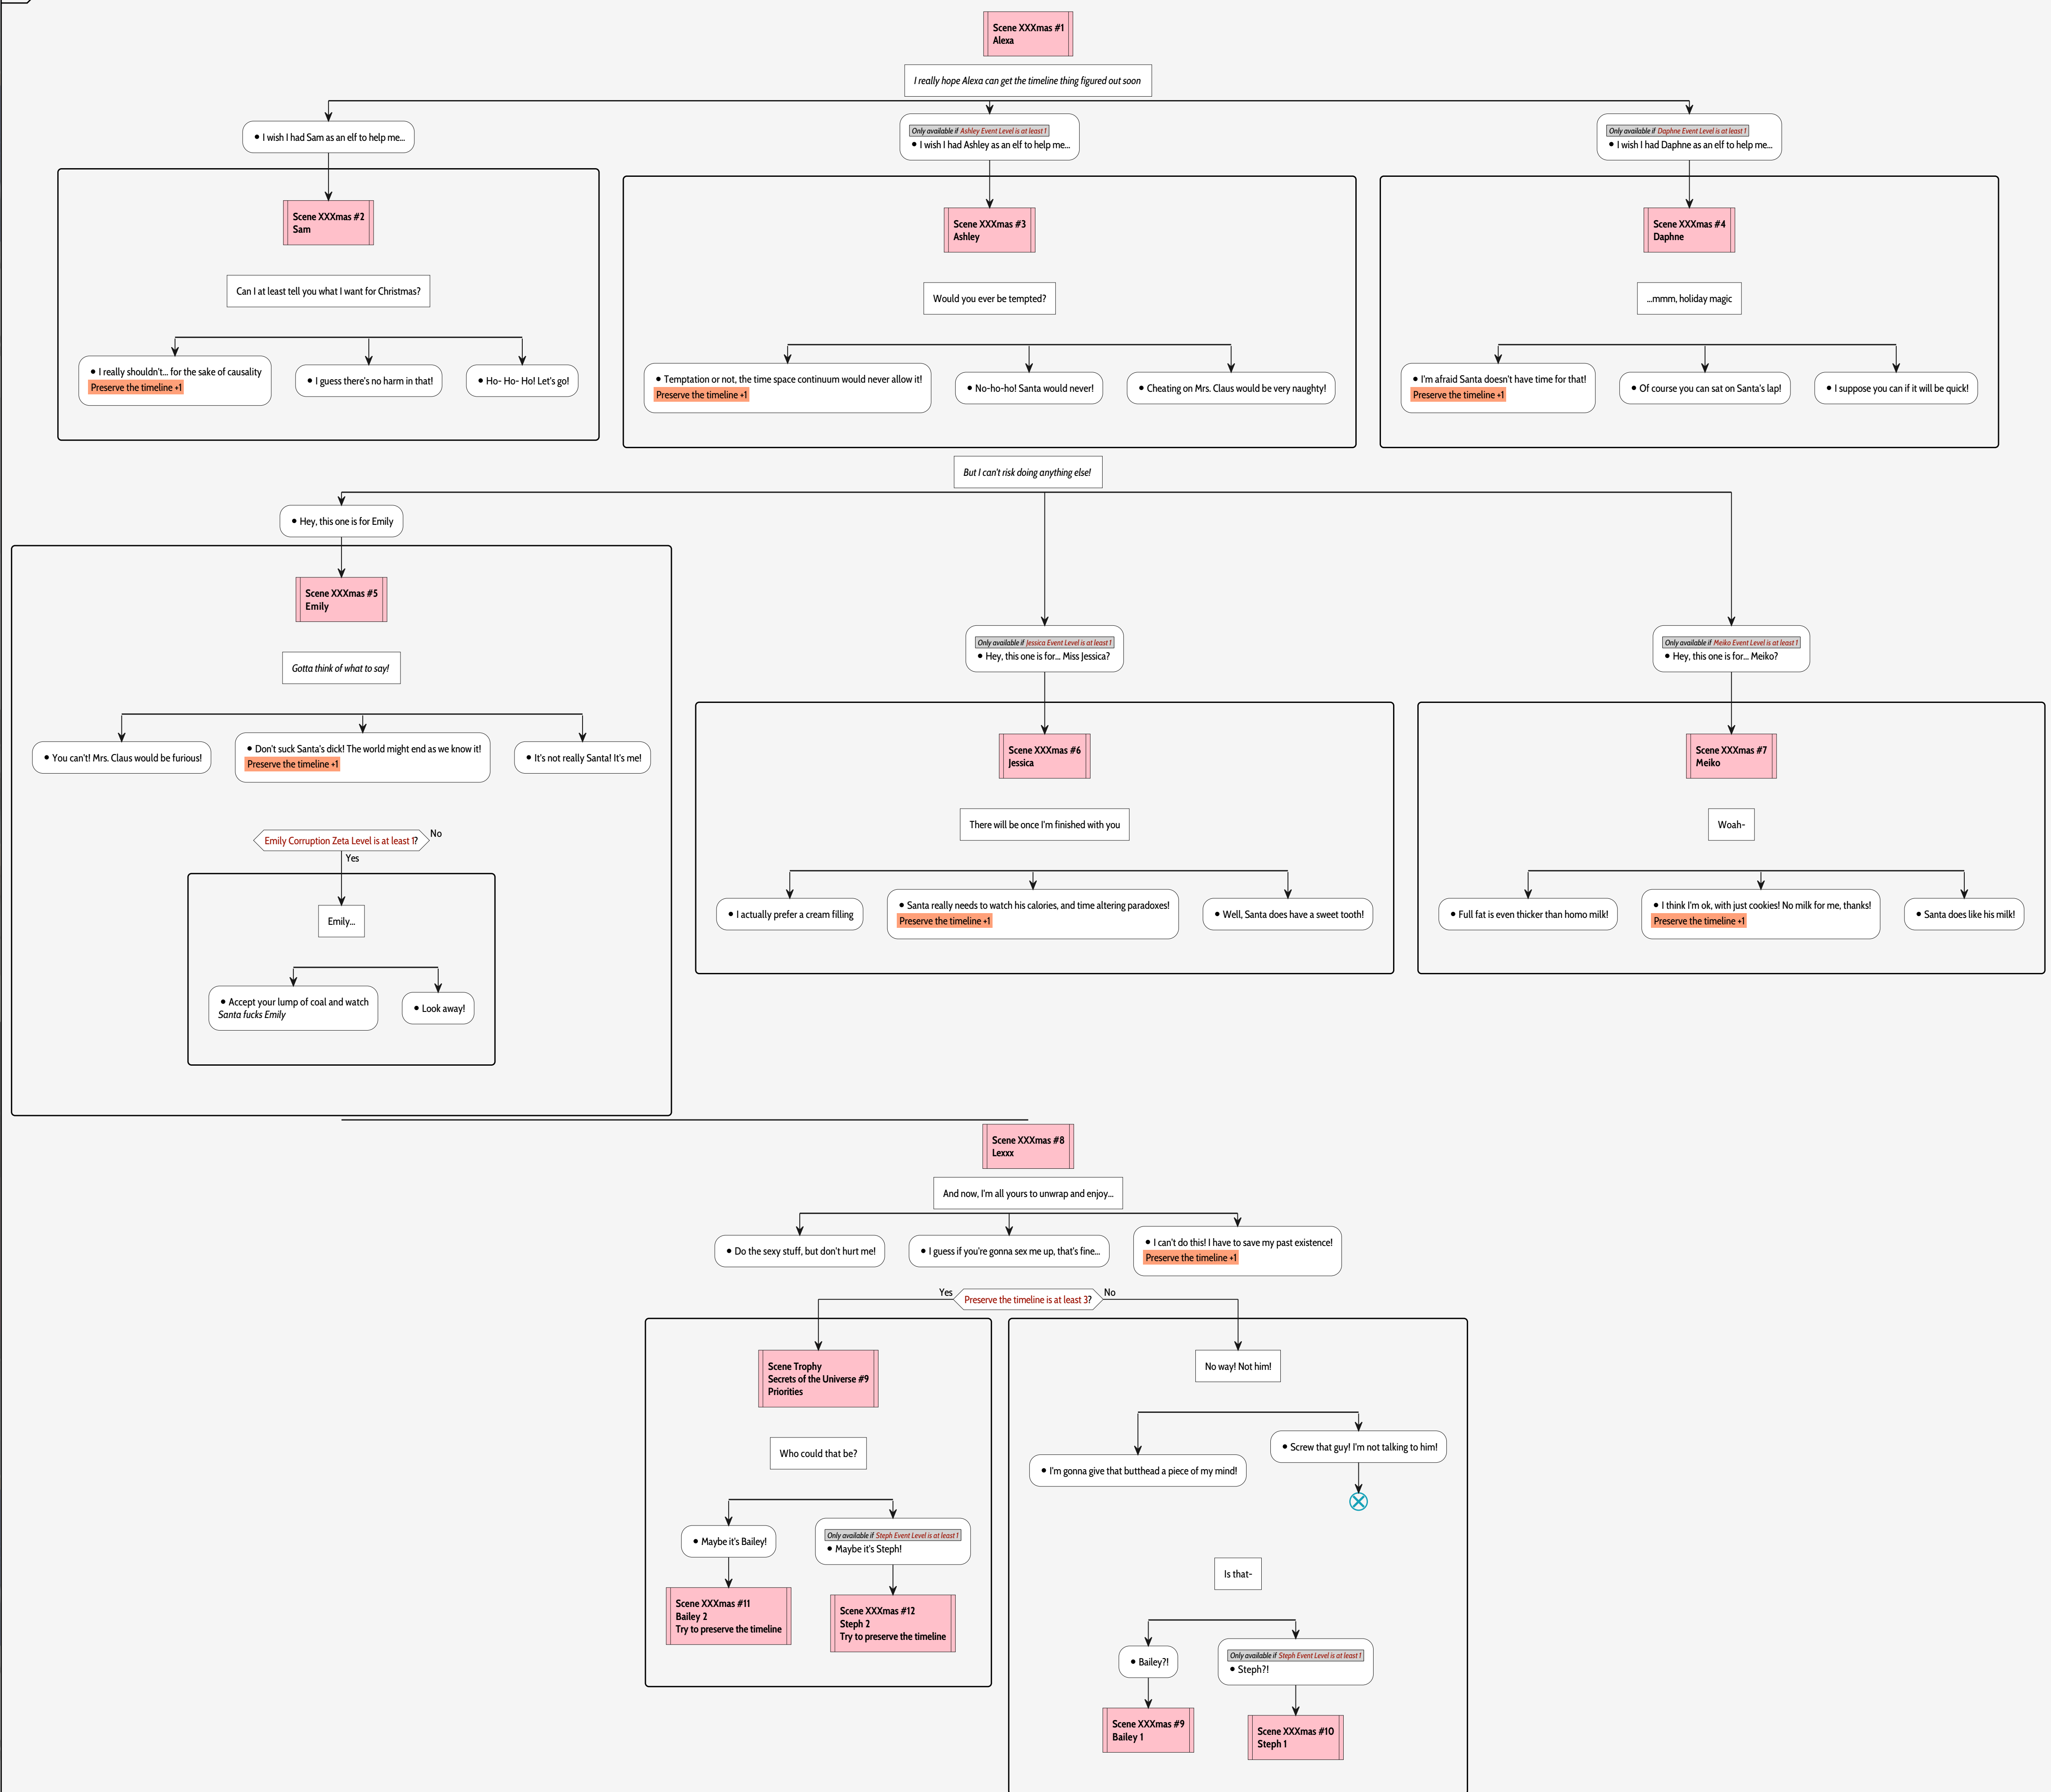 Scene XXXmas #1
Alexa
I really hope Alexa can get the timeline thing figured out soon
● I wish I had Sam as an elf to help me...
Only available if Ashley Event Level is at least 1
● I wish I had Ashley as an elf to help me...
Only available if Daphne Event Level is at least 1
● I wish I had Daphne as an elf to help me...
Scene XXXmas #2
Sam
Can I at least tell you what I want for Christmas?
● I really shouldn't... for the sake of causality
Preserve the timeline +1
● I guess there's no harm in that!
● Ho- Ho- Ho! Let's go!
Scene XXXmas #3
Ashley
Would you ever be tempted?
● Temptation or not, the time space continuum would never allow it!
Preserve the timeline +1
● No-ho-ho! Santa would never!
● Cheating on Mrs. Claus would be very naughty!
Scene XXXmas #4
Daphne
...mmm, holiday magic
● I'm afraid Santa doesn't have time for that!
Preserve the timeline +1
● Of course you can sat on Santa's lap!
● I suppose you can if it will be quick!
But I can't risk doing anything else!
● Hey, this one is for Emily
Scene XXXmas #5
Emily
Gotta think of what to say!
● You can't! Mrs. Claus would be furious!
● Don't suck Santa's dick! The world might end as we know it!
Preserve the timeline +1
● It's not really Santa! It's me!
Emily Corruption Zeta Level is at least 1?
No
Yes
Emily...
● Accept your lump of coal and watch
Santa fucks Emily
● Look away!
Only available if Jessica Event Level is at least 1
● Hey, this one is for... Miss Jessica?
Scene XXXmas #6
Jessica
There will be once I'm finished with you
● I actually prefer a cream filling
● Santa really needs to watch his calories, and time altering paradoxes!
Preserve the timeline +1
● Well, Santa does have a sweet tooth!
Only available if Meiko Event Level is at least 1
● Hey, this one is for... Meiko?
Scene XXXmas #7
Meiko
Woah-
● Full fat is even thicker than homo milk!
● I think I'm ok, with just cookies! No milk for me, thanks!
Preserve the timeline +1
● Santa does like his milk!
Scene XXXmas #8
Lexxx
And now, I'm all yours to unwrap and enjoy...
● Do the sexy stuff, but don't hurt me!
● I guess if you're gonna sex me up, that's fine...
● I can't do this! I have to save my past existence!
Preserve the timeline +1
Yes
Preserve the timeline is at least 3?
No
Scene Trophy
Secrets of the Universe #9
Priorities
Who could that be?
● Maybe it's Bailey!
Only available if Steph Event Level is at least 1
● Maybe it's Steph!
Scene XXXmas #11
Bailey 2
Try to preserve the timeline
Scene XXXmas #12
Steph 2
Try to preserve the timeline
No way! Not him!
● I'm gonna give that butthead a piece of my mind!
● Screw that guy! I'm not talking to him!
Is that-
● Bailey?!
Only available if Steph Event Level is at least 1
● Steph?!
Scene XXXmas #9
Bailey 1
Scene XXXmas #10
Steph 1